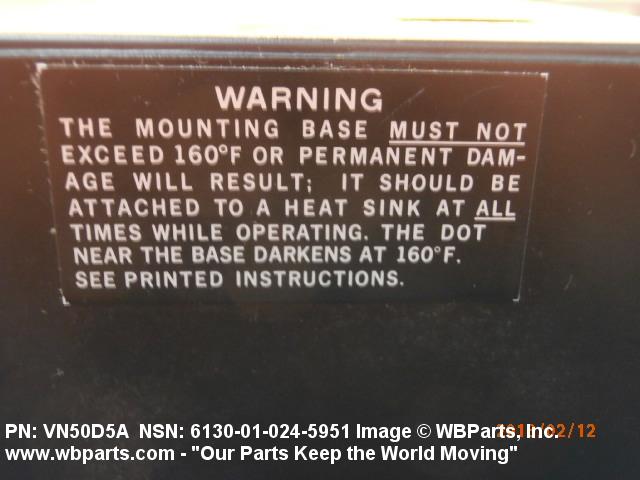 WARNING
THE MOUNTING BASE MUST NOT
EXCEED 160°F OR PERMANENT DAM-
AGE WILL RESULT; IT SHOULD BE
ATTACHED TO A HEAT SINK AT ALL
TIMES WHILE OPERATING. THE DOT
NEAR THE BASE DARKENS AT 160°F.
SEE PRINTED INSTRUCTIONS.
PN: VN50D5A NSN: 6130-01-024-5951 Image © WBParts, Inc.
www.wbparts.com - "Our Parts Keep the World Moving"